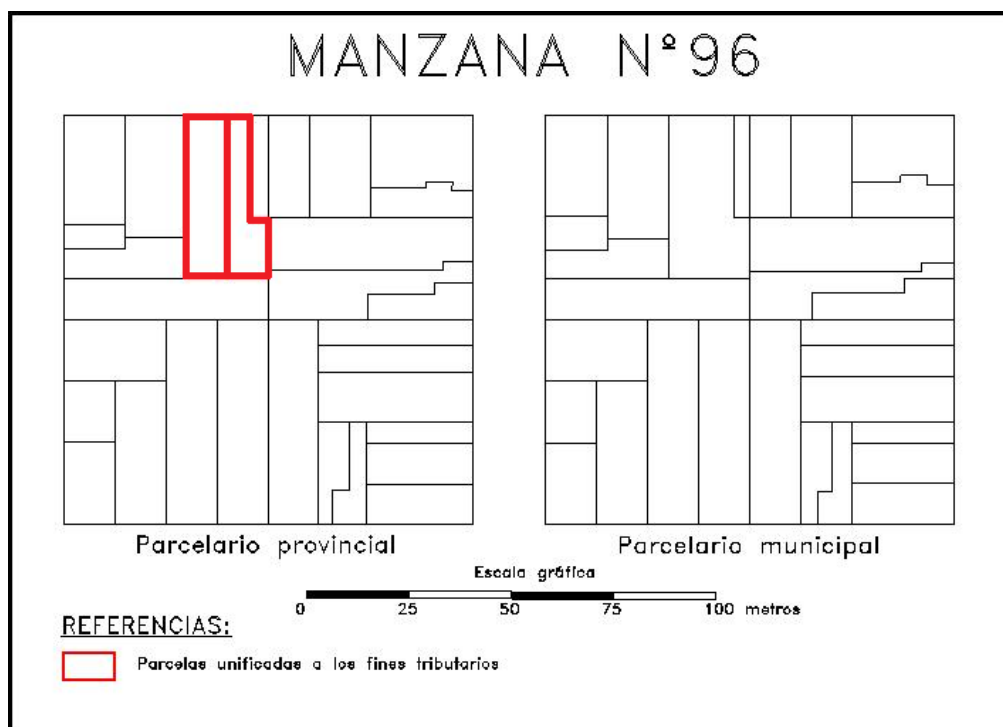 MANZANA Nº96
Parcelario provincial
Parcelario municipal
Escala gráfica
0 25 50 75 100 metros
REFERENCIAS:
Parcelas unificadas a los fines tributarios